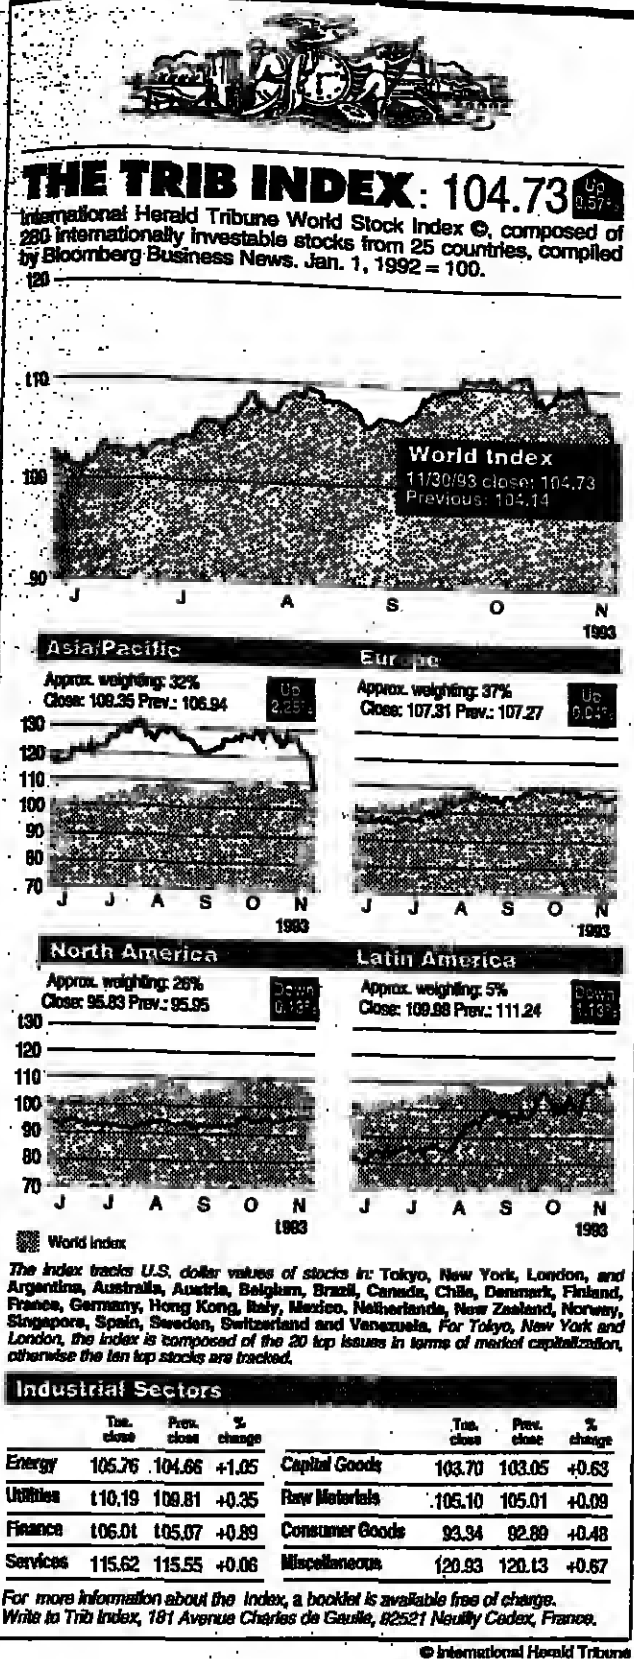 THE TRIB INDEX: 104.73
Up
0.57%
International Herald Tribune World Stock Index ©, composed of
280 internationally investable stocks from 25 countries, compiled
by Bloomberg Business News. Jan. 1, 1992 = 100.
120
110
100
90
World Index
11/30/93 close: 104.73
Previous: 104.14
J J A S O N
1993
Asia/Pacific
Approx. weighting: 32%
Close: 109.35 Prev.: 106.94
Up
2.25%
130
120
110
100
90
80
70
J J A S O N
1993
Europe
Approx. weighting: 37%
Close: 107.31 Prev.: 107.27
Up
0.04%
J J A S O N
1993
North America
Approx. weighting: 26%
Close: 95.83 Prev.: 95.95
Down
0.13%
130
120
110
100
90
80
70
J J A S O N
1993
Latin America
Approx. weighting: 5%
Close: 109.98 Prev.: 111.24
Down
1.13%
J J A S O N
1993
World Index
The index tracks U.S. dollar values of stocks in: Tokyo, New York, London, and
Argentina, Australia, Austria, Belgium, Brazil, Canada, Chile, Denmark, Finland,
France, Germany, Hong Kong, Italy, Mexico, Netherlands, New Zealand, Norway,
Singapore, Spain, Sweden, Switzerland and Venezuela. For Tokyo, New York and
London, the index is composed of the 20 top issues in terms of market capitalization,
otherwise the ten top stocks are tracked.
Industrial Sectors
Tue. close Prev. close % change
Energy 105.76 104.66 +1.05
Utilities 110.19 109.81 +0.35
Finance 106.01 105.07 +0.89
Services 115.62 115.55 +0.06
Tue. close Prev. close % change
Capital Goods 103.70 103.05 +0.63
Raw Materials 105.10 105.01 +0.09
Consumer Goods 93.34 92.89 +0.48
Miscellaneous 120.93 120.13 +0.67
For more information about the Index, a booklet is available free of charge.
Write to Trib Index, 181 Avenue Charles de Gaulle, 92521 Neuilly Cedex, France.
© International Herald Tribune